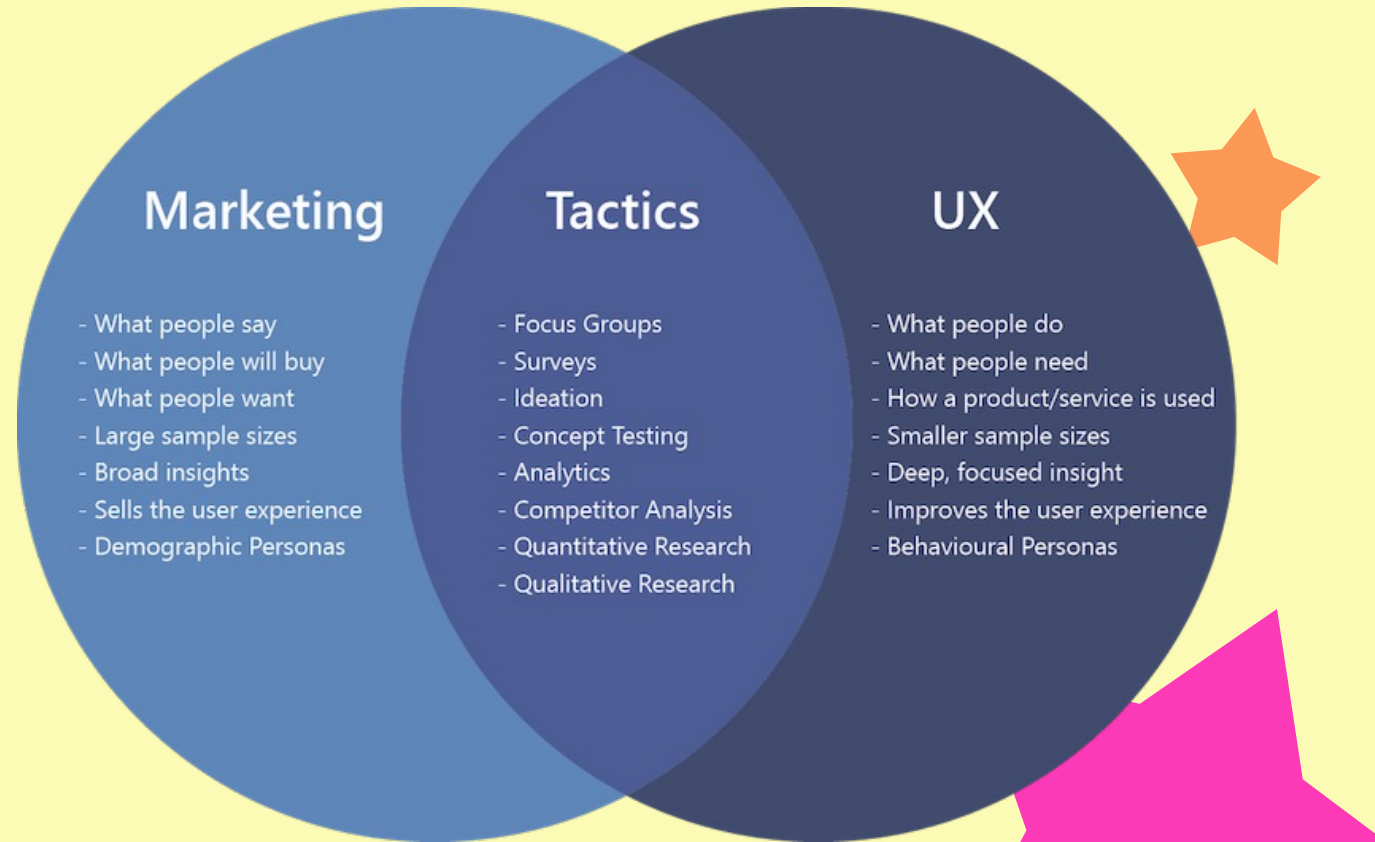 Marketing
- What people say
- What people will buy
- What people want
- Large sample sizes
- Broad insights
- Sells the user experience
- Demographic Personas
Tactics
- Focus Groups
- Surveys
- Ideation
- Concept Testing
- Analytics
- Competitor Analysis
- Quantitative Research
- Qualitative Research
UX
- What people do
- What people need
- How a product/service is used
- Smaller sample sizes
- Deep, focused insight
- Improves the user experience
- Behavioural Personas